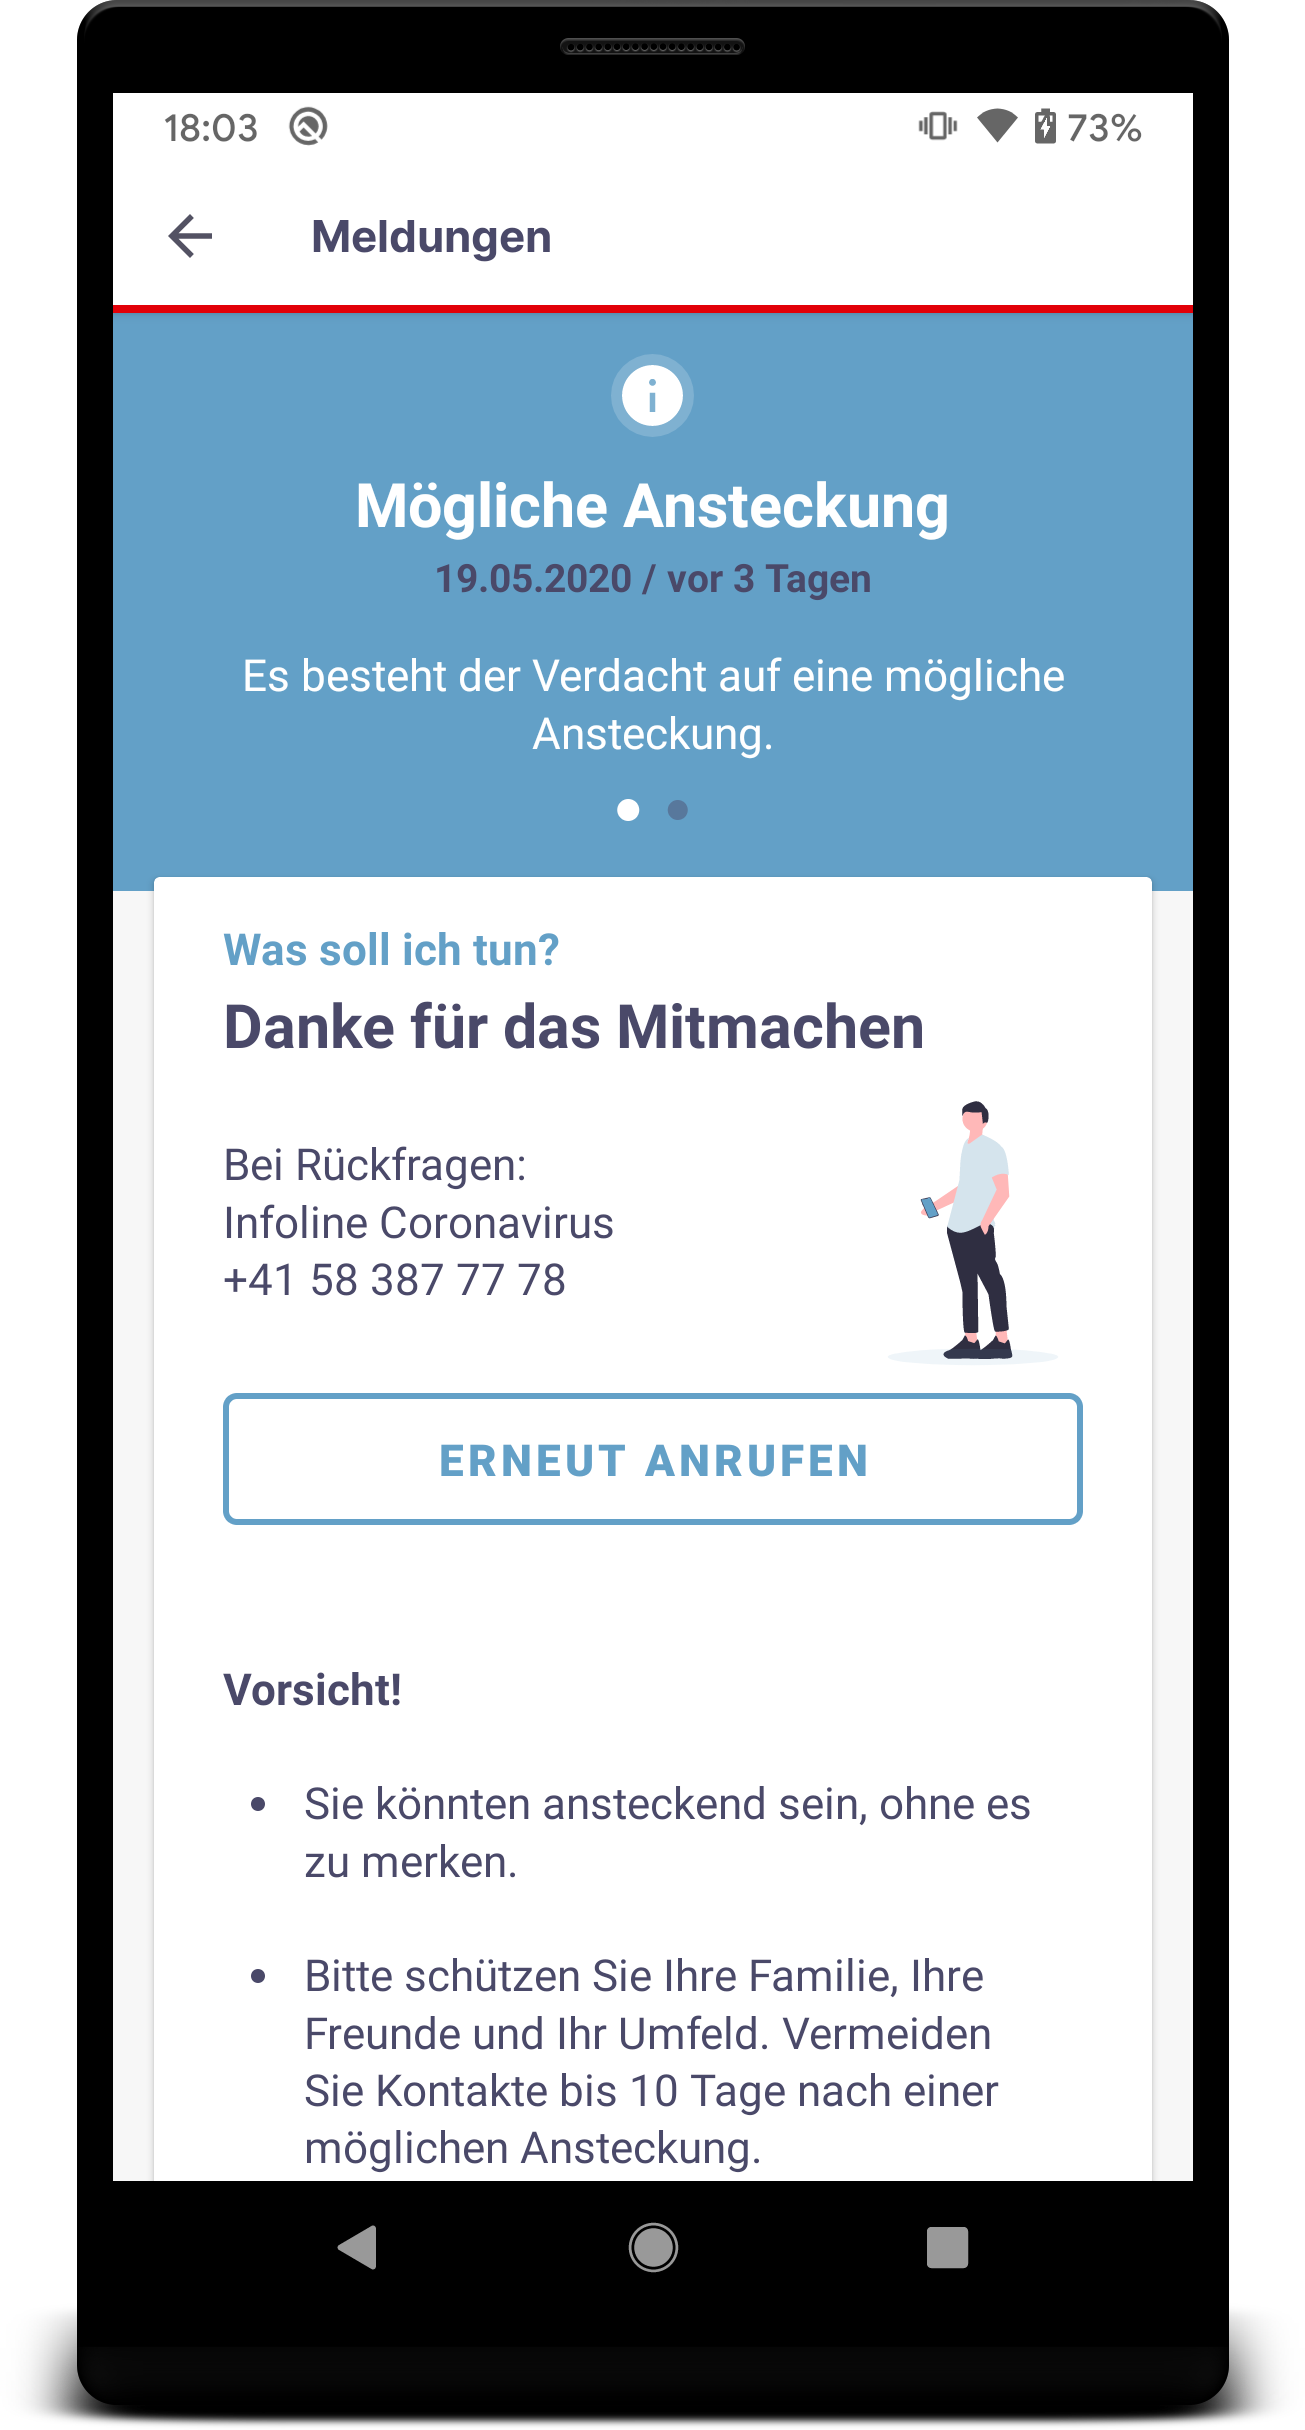 18:03 73%
Meldungen
Mögliche Ansteckung
19.05.2020 / vor 3 Tagen
Es besteht der Verdacht auf eine mögliche
Ansteckung.
Was soll ich tun?
Danke für das Mitmachen
Bei Rückfragen:
Infoline Coronavirus
+41 58 387 77 78
ERNEUT ANRUFEN
Vorsicht!
• Sie könnten ansteckend sein, ohne es
zu merken.
• Bitte schützen Sie Ihre Familie, Ihre
Freunde und Ihr Umfeld. Vermeiden
Sie Kontakte bis 10 Tage nach einer
möglichen Ansteckung.